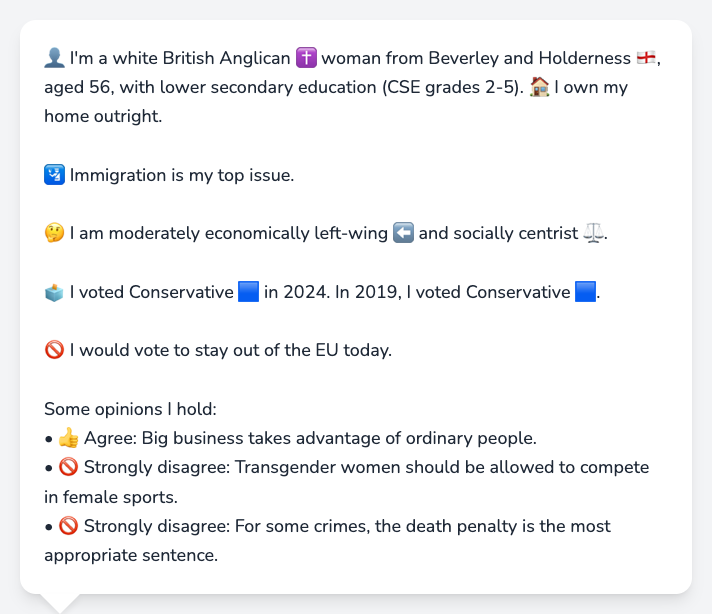 👤 I'm a white British Anglican ✝️ woman from Beverley and Holderness 🏴󠁧󠁢󠁥󠁮󠁧󠁿,
aged 56, with lower secondary education (CSE grades 2-5). 🏠 I own my
home outright.
🛂 Immigration is my top issue.
🤔 I am moderately economically left-wing ⬅️ and socially centrist ⚖️.
🗳️ I voted Conservative 🟦 in 2024. In 2019, I voted Conservative 🟦.
🚫 I would vote to stay out of the EU today.
Some opinions I hold:
• 👍 Agree: Big business takes advantage of ordinary people.
• 🚫 Strongly disagree: Transgender women should be allowed to compete
in female sports.
• 🚫 Strongly disagree: For some crimes, the death penalty is the most
appropriate sentence.